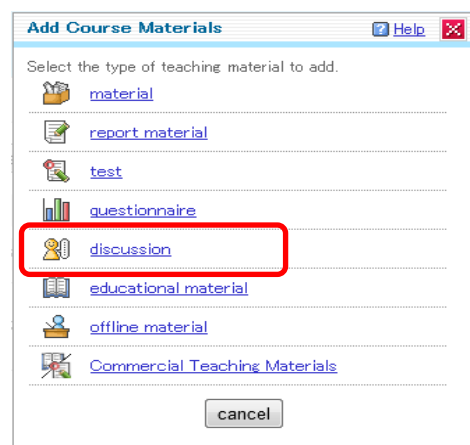 Add Course Materials ? Help
Select the type of teaching material to add.
material
report material
test
questionnaire
discussion
educational material
offline material
Commercial Teaching Materials
cancel